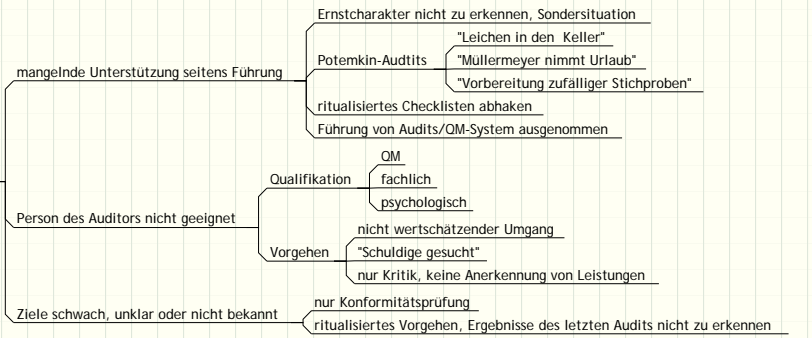 Ernstcharakter nicht zu erkennen, Sondersituation
"Leichen in den Keller"
mangelnde Unterstützung seitens Führung
Potemkin-Audtits
"Müllermeyer nimmt Urlaub"
"Vorbereitung zufälliger Stichproben"
ritualisiertes Checklisten abhaken
Führung von Audits/QM-System ausgenommen
QM
Qualifikation
fachlich
psychologisch
Person des Auditors nicht geeignet
nicht wertschätzender Umgang
Vorgehen
"Schuldige gesucht"
nur Kritik, keine Anerkennung von Leistungen
Ziele schwach, unklar oder nicht bekannt
nur Konformitätsprüfung
ritualisiertes Vorgehen, Ergebnisse des letzten Audits nicht zu erkennen